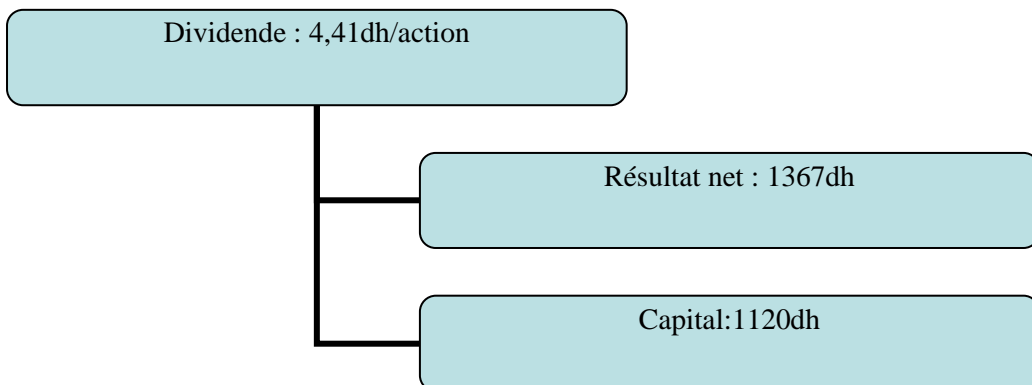 Dividende : 4,41dh/action
Résultat net : 1367dh
Capital:1120dh